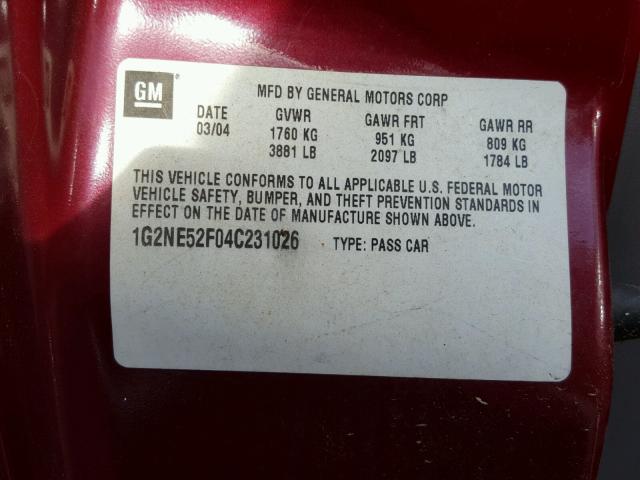 GM
MFD BY GENERAL MOTORS CORP
DATE GVWR GAWR FRT GAWR RR
03/04 1760 KG 951 KG 809 KG
3881 LB 2097 LB 1784 LB
THIS VEHICLE CONFORMS TO ALL APPLICABLE U.S. FEDERAL MOTOR
VEHICLE SAFETY, BUMPER, AND THEFT PREVENTION STANDARDS IN
EFFECT ON THE DATE OF MANUFACTURE SHOWN ABOVE.
1G2NE52F04C231026 TYPE: PASS CAR